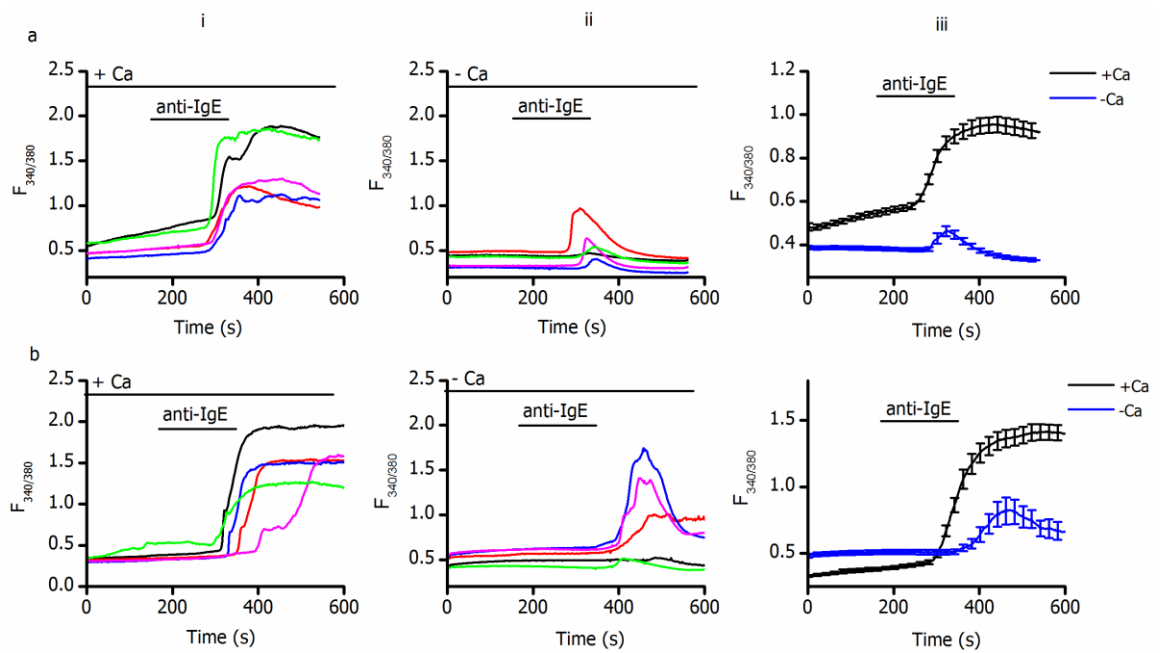 i
ii
iii
a
+ Ca
anti-IgE
F340/380
2.5
2.0
1.5
1.0
0.5
0
200
400
600
Time (s)
- Ca
anti-IgE
F340/380
2.5
2.0
1.5
1.0
0.5
0
200
400
600
Time (s)
anti-IgE
+Ca
-Ca
F340/380
1.2
1.0
0.8
0.6
0.4
0
200
400
600
Time (s)
b
+ Ca
anti-IgE
F340/380
2.5
2.0
1.5
1.0
0.5
0.0
0
200
400
600
Time (s)
- Ca
anti-IgE
F340/380
2.5
2.0
1.5
1.0
0.5
0
200
400
600
Time (s)
anti-IgE
+Ca
-Ca
F340/380
1.5
1.0
0.5
0
200
400
600
Time (s)